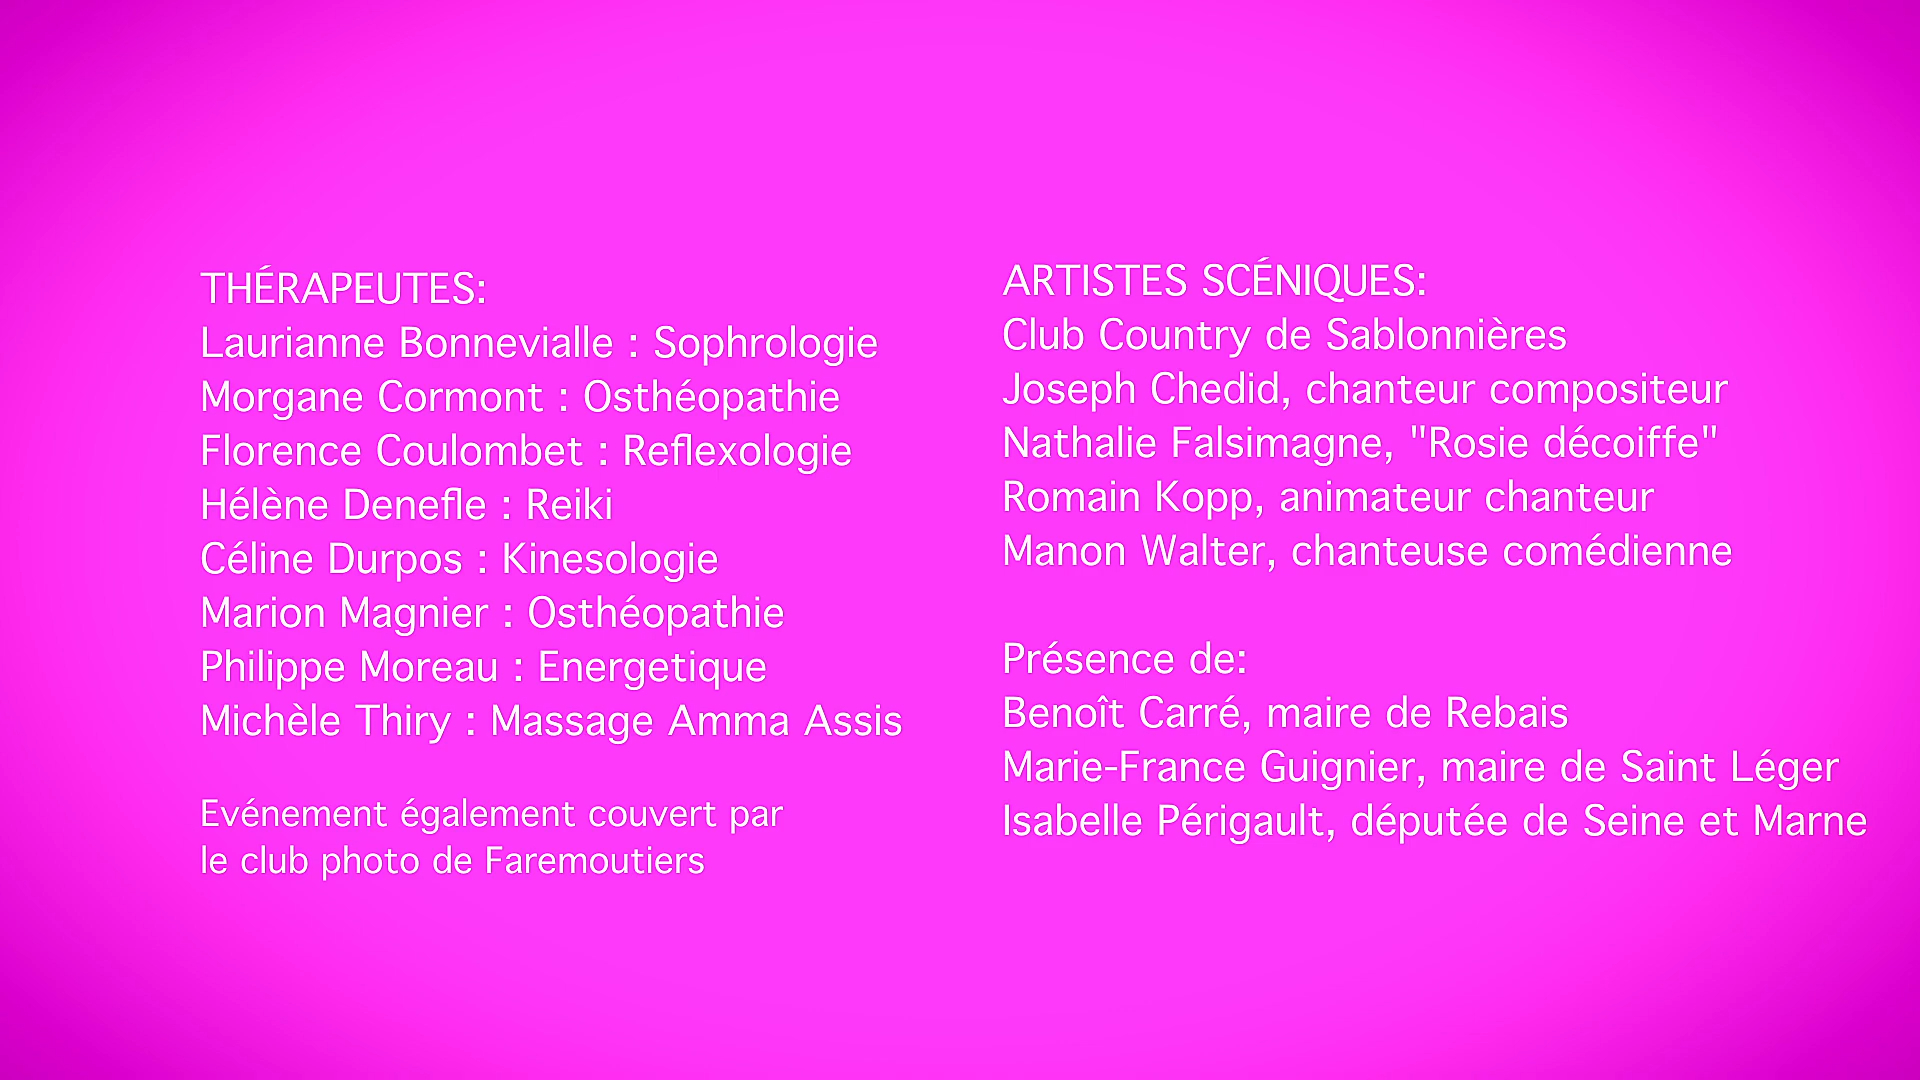 THÉRAPEUTES:
Laurianne Bonnevialle : Sophrologie
Morgane Cormont : Osthéopathie
Florence Coulombet : Reflexologie
Hélène Denefle : Reiki
Céline Durpos : Kinesologie
Marion Magnier : Osthéopathie
Philippe Moreau : Energetique
Michèle Thiry : Massage Amma Assis
Evénement également couvert par
le club photo de Faremoutiers
ARTISTES SCÉNIQUES:
Club Country de Sablonnières
Joseph Chedid, chanteur compositeur
Nathalie Falsimagne, "Rosie décoiffe"
Romain Kopp, animateur chanteur
Manon Walter, chanteuse comédienne
Présence de:
Benoît Carré, maire de Rebais
Marie-France Guignier, maire de Saint Léger
Isabelle Périgault, députée de Seine et Marne